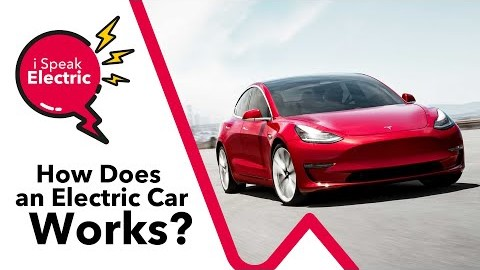 i Speak
Electric
How Does
an Electric Car
Works?